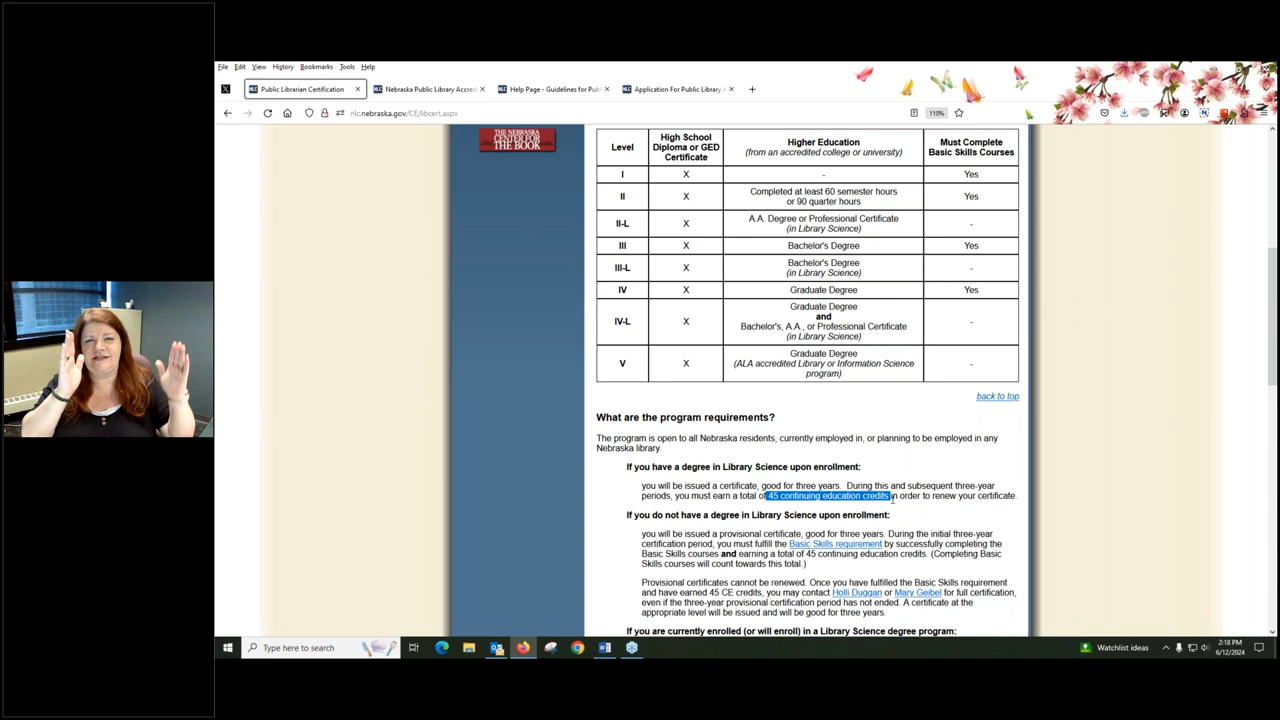 File Edit View History Bookmarks Tools Help
Public Librarian Certification
Nebraska Public Library Accred
Help Page - Guidelines for Publ
Application For Public Library A
nlc.nebraska.gov/CE/libcert.aspx
110%
THE NEBRASKA
CENTER FOR
THE BOOK
Level
High School
Diploma or GED
Certificate
Higher Education
(from an accredited college or university)
Must Complete
Basic Skills Courses
I X - Yes
II X Completed at least 60 semester hours
or 90 quarter hours Yes
II-L X A.A. Degree or Professional Certificate
(in Library Science) -
III X Bachelor's Degree Yes
III-L X Bachelor's Degree
(in Library Science) -
IV X Graduate Degree Yes
IV-L X Graduate Degree
and
Bachelor's, A.A., or Professional Certificate
(in Library Science) -
V X Graduate Degree
(ALA accredited Library or Information Science
program) -
back to top
What are the program requirements?
The program is open to all Nebraska residents, currently employed in, or planning to be employed in any
Nebraska library.
If you have a degree in Library Science upon enrollment:
you will be issued a certificate, good for three years. During this and subsequent three-year
periods, you must earn a total of 45 continuing education credits in order to renew your certificate.
If you do not have a degree in Library Science upon enrollment:
you will be issued a provisional certificate, good for three years. During the initial three-year
certification period, you must fulfill the Basic Skills requirement by successfully completing the
Basic Skills courses and earning a total of 45 continuing education credits. (Completing Basic
Skills courses will count towards this total.)
Provisional certificates cannot be renewed. Once you have fulfilled the Basic Skills requirement
and have earned 45 CE credits, you may contact Holli Duggan or Mary Geibel for full certification,
even if the three-year provisional certification period has not ended. A certificate at the
appropriate level will be issued and will be good for three years.
If you are currently enrolled (or will enroll) in a Library Science degree program:
Type here to search
Watchlist ideas
2:18 PM
6/12/2024